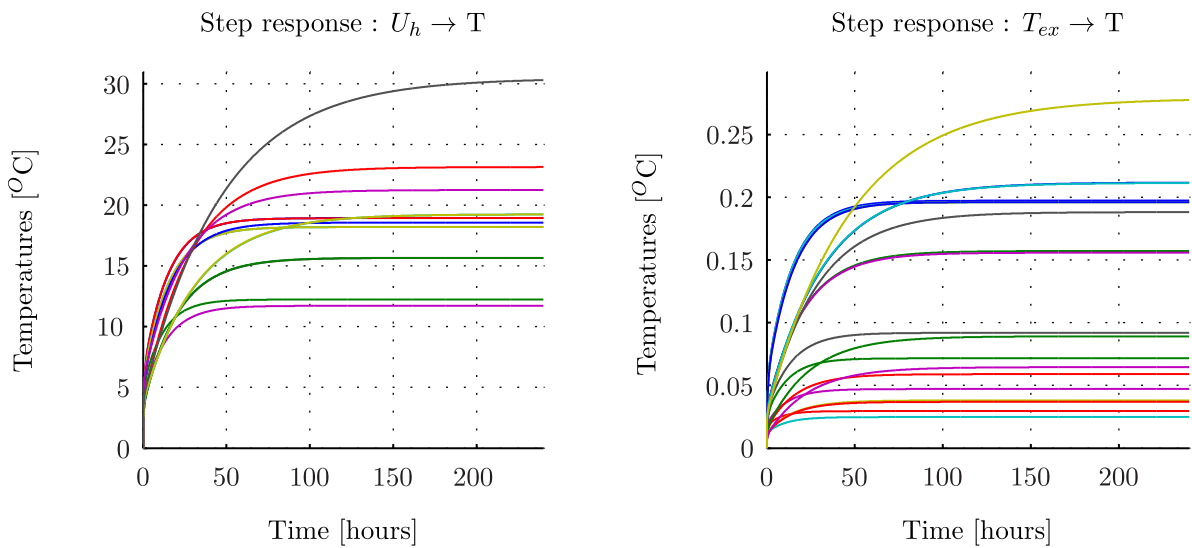 Step response : U_h → T
Temperatures [^O C]
30
25
20
15
10
5
0
0 50 100 150 200
Time [hours]
Step response : T_ex → T
Temperatures [^O C]
0.25
0.2
0.15
0.1
0.05
0
0 50 100 150 200
Time [hours]